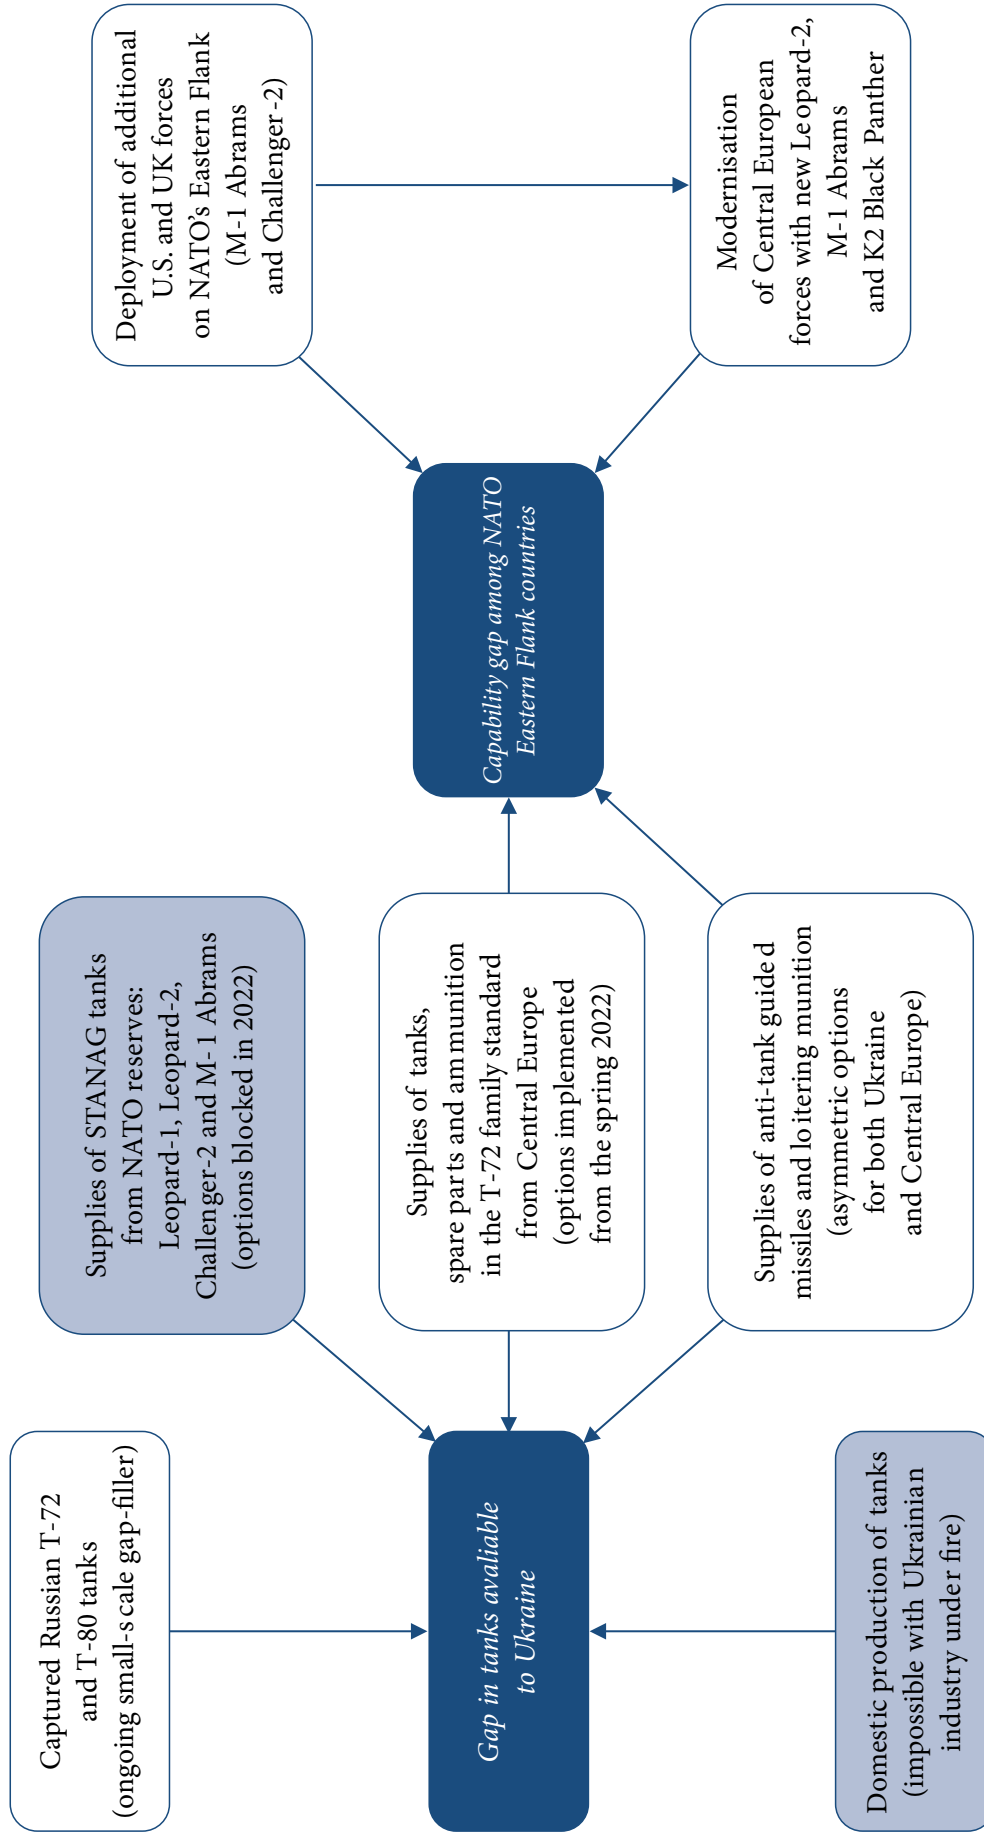 Captured Russian T-72
and T-80 tanks
(ongoing small-scale gap-filler)
Gap in tanks avaliable
to Ukraine
Domestic production of tanks
(impossible with Ukrainian
industry under fire)
Supplies of STANAG tanks
from NATO reserves:
Leopard-1, Leopard-2,
Challenger-2 and M-1 Abrams
(options blocked in 2022)
Supplies of tanks,
spare parts and ammunition
in the T-72 family standard
from Central Europe
(options implemented
from the spring 2022)
Supplies of anti-tank guided
missiles and loitering munition
(asymmetric options
for both Ukraine
and Central Europe)
Capability gap among NATO
Eastern Flank countries
Deployment of additional
U.S. and UK forces
on NATO's Eastern Flank
(M-1 Abrams
and Challenger-2)
Modernisation
of Central European
forces with new Leopard-2,
M-1 Abrams
and K2 Black Panther